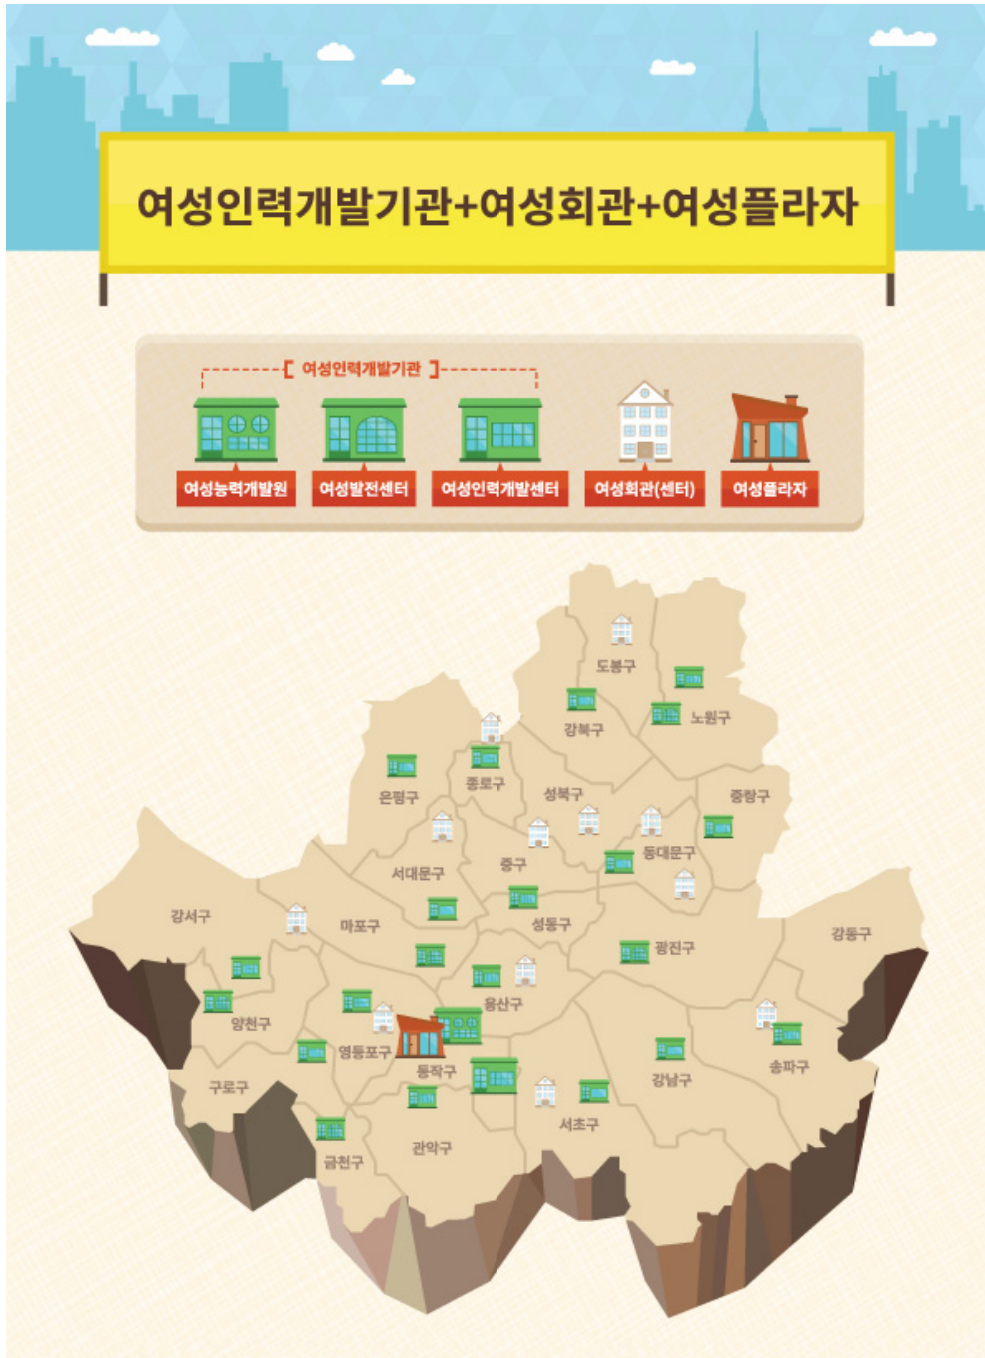 여성인력개발기관+여성회관+여성플라자
[ 여성인력개발기관 ]
여성능력개발원 여성발전센터 여성인력개발센터 여성회관(센터) 여성플라자
도봉구
노원구
강북구
종로구
성북구
은평구
중랑구
동대문구
서대문구
중구
강서구
마포구
성동구
강동구
광진구
용산구
양천구
영등포구
동작구
송파구
강남구
구로구
서초구
관악구
금천구